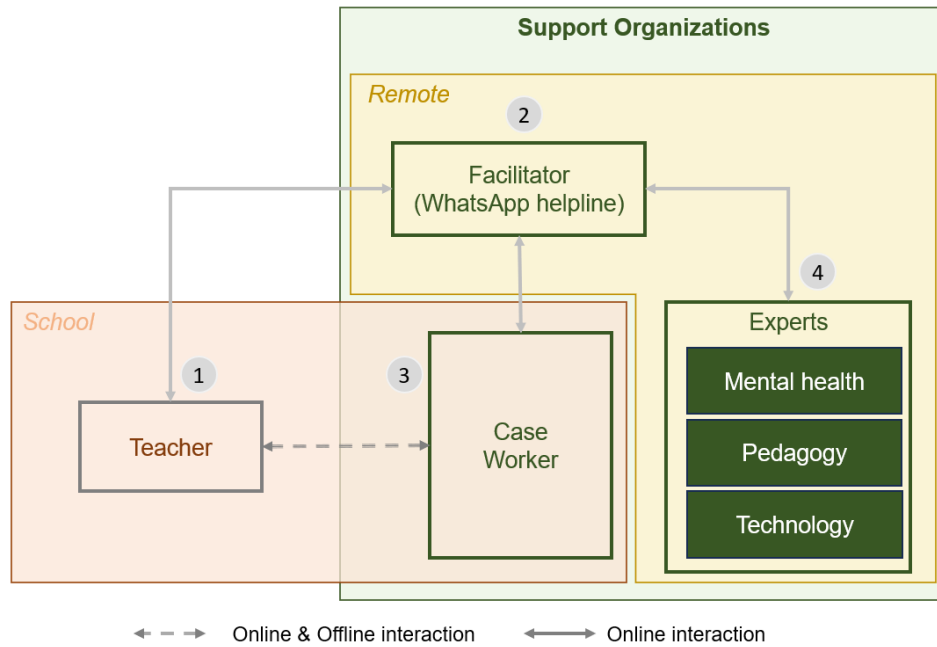 Support Organizations
Remote
2
Facilitator
(WhatsApp helpline)
4
School
Experts
1
3
Mental health
Teacher
Case
Worker
Pedagogy
Technology
Online & Offline interaction
Online interaction